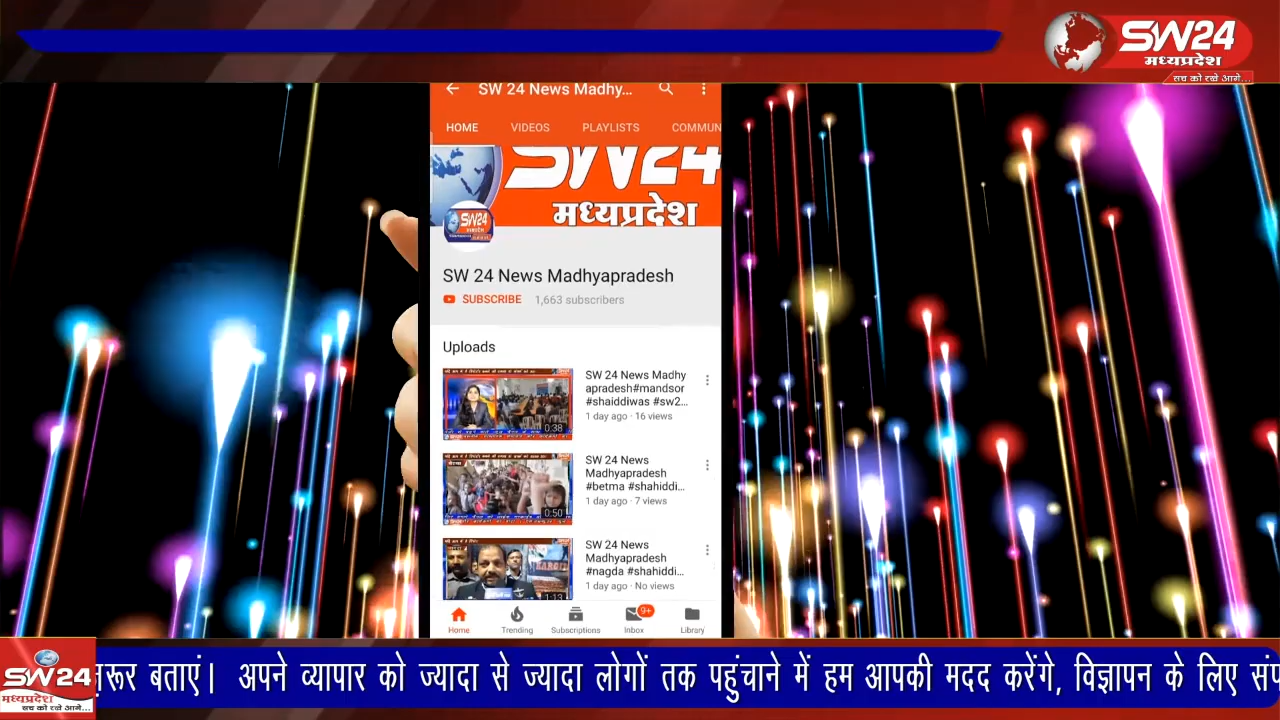 SW24
मध्यप्रदेश
सच को रखे आगे...
SW 24 News Madhy...
HOME VIDEOS PLAYLISTS COMMUN
SW24
मध्यप्रदेश
SW24
SW 24 News Madhyapradesh
SUBSCRIBE 1,663 subscribers
Uploads
SW 24 News Madhy
apradesh#mandsor
#shaiddiwas #sw2...
1 day ago · 16 views
0:38
SW 24 News
Madhyapradesh
#betma #shahiddi...
1 day ago · 7 views
0:50
SW 24 News
Madhyapradesh
#nagda #shahiddi...
1 day ago · No views
1:13
Home Trending Subscriptions Inbox Library
9+
SW24
मध्यप्रदेश
सच को रखे आगे...
ज़रूर बताएं। अपने व्यापार को ज्यादा से ज्यादा लोगों तक पहुंचाने में हम आपकी मदद करेंगे, विज्ञापन के लिए संप